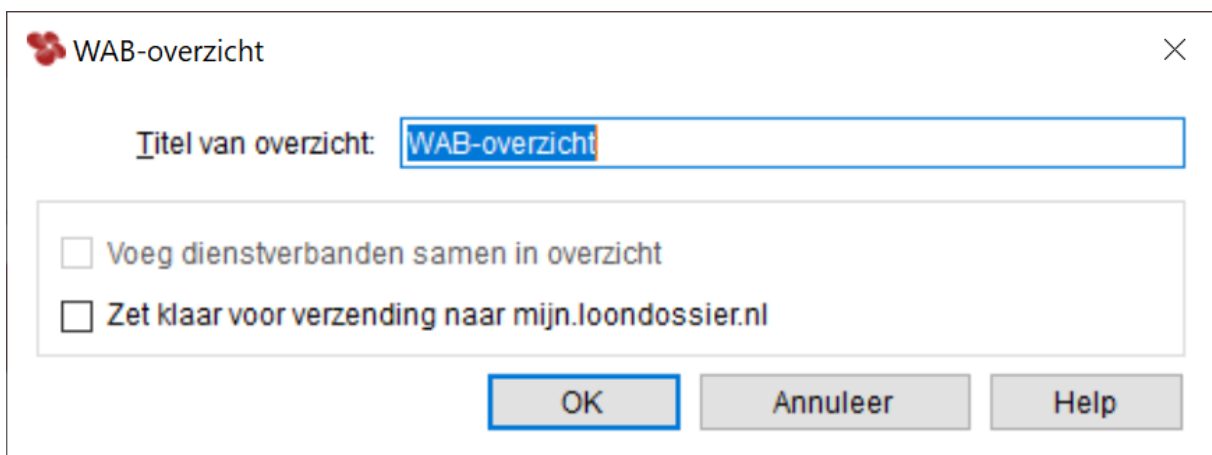 WAB-overzicht
Titel van overzicht: WAB-overzicht
Voeg dienstverbanden samen in overzicht
Zet klaar voor verzending naar mijn.loondossier.nl
OK Annuleer Help